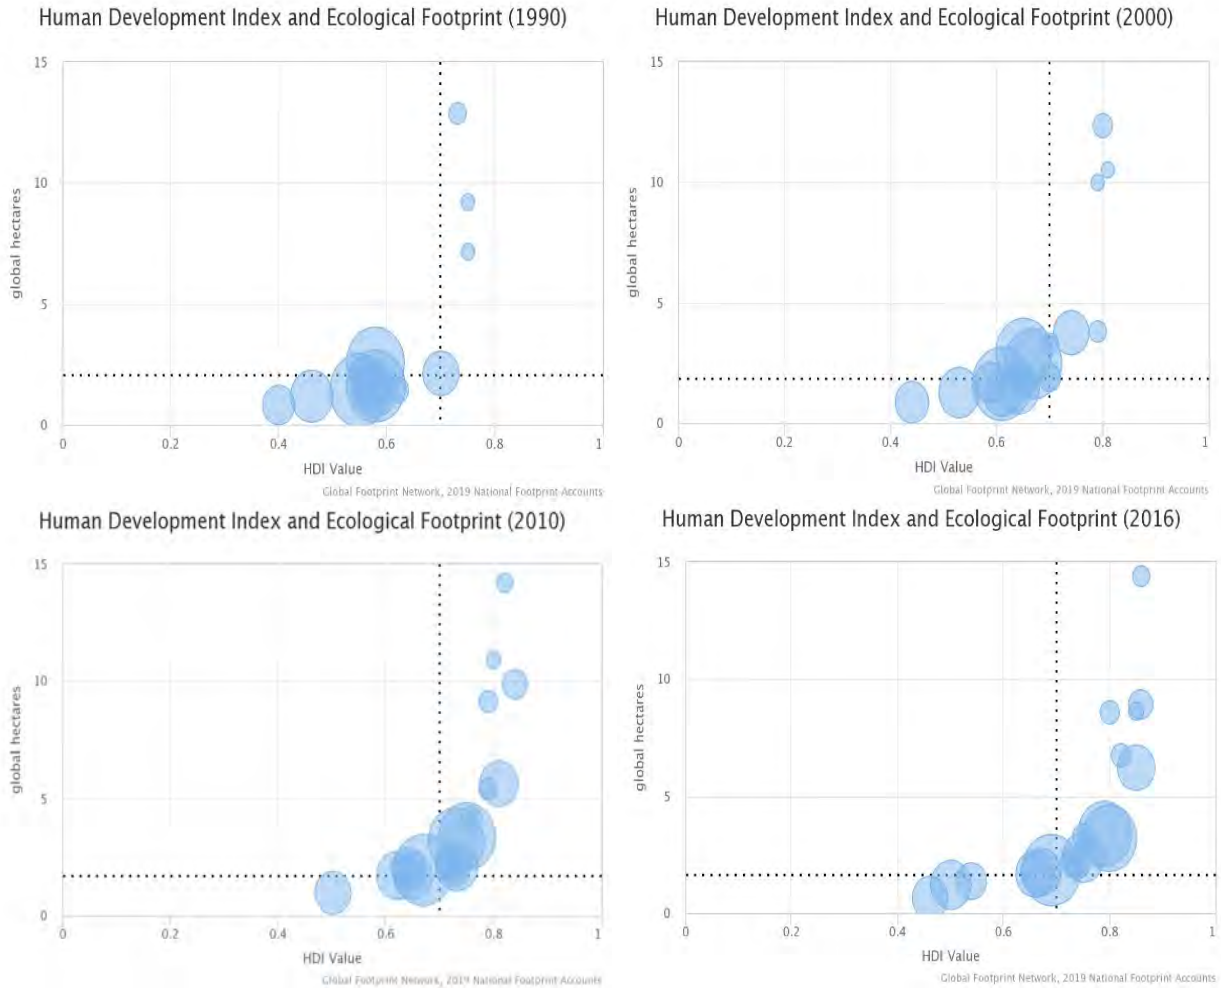 Human Development Index and Ecological Footprint (1990)
15
10
5
0
global hectares
0 0.2 0.4 0.6 0.8 1
HDI Value
Global Footprint Network, 2019 National Footprint Accounts
Human Development Index and Ecological Footprint (2000)
15
10
5
0
global hectares
0 0.2 0.4 0.6 0.8 1
HDI Value
Global Footprint Network, 2019 National Footprint Accounts
Human Development Index and Ecological Footprint (2010)
15
10
5
0
global hectares
0 0.2 0.4 0.6 0.8 1
HDI Value
Global Footprint Network, 2019 National Footprint Accounts
Human Development Index and Ecological Footprint (2016)
15
10
5
0
global hectares
0 0.2 0.4 0.6 0.8 1
HDI Value
Global Footprint Network, 2019 National Footprint Accounts